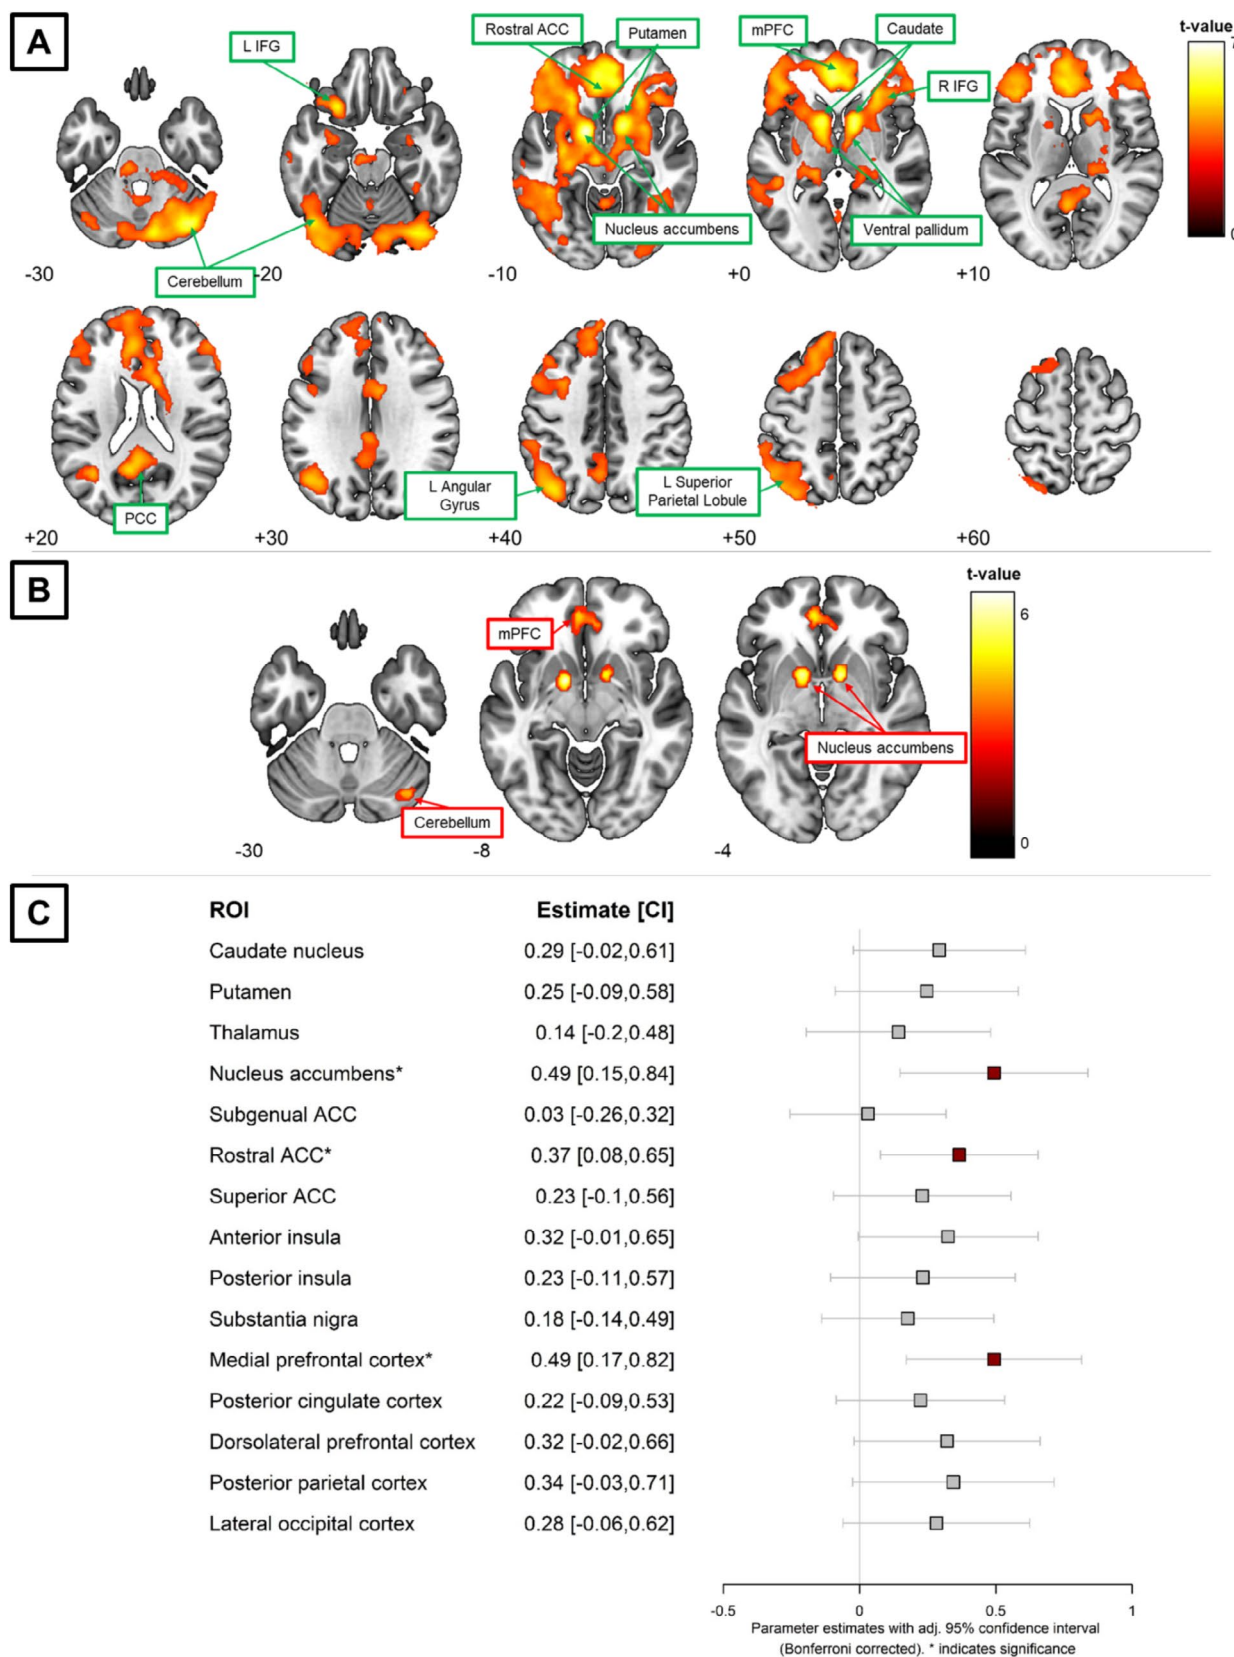 A
L IFG
Rostral ACC
Putamen
mPFC
Caudate
R IFG
t-value
7
0
Nucleus accumbens
Ventral pallidum
Cerebellum
-30
-20
-10
+0
+10
L Angular
Gyrus
L Superior
Parietal Lobule
PCC
+20
+30
+40
+50
+60
B
t-value
6
0
mPFC
Nucleus accumbens
Cerebellum
-30
-8
-4
C
ROI Estimate [CI]
Caudate nucleus 0.29 [-0.02,0.61]
Putamen 0.25 [-0.09,0.58]
Thalamus 0.14 [-0.2,0.48]
Nucleus accumbens* 0.49 [0.15,0.84]
Subgenual ACC 0.03 [-0.26,0.32]
Rostral ACC* 0.37 [0.08,0.65]
Superior ACC 0.23 [-0.1,0.56]
Anterior insula 0.32 [-0.01,0.65]
Posterior insula 0.23 [-0.11,0.57]
Substantia nigra 0.18 [-0.14,0.49]
Medial prefrontal cortex* 0.49 [0.17,0.82]
Posterior cingulate cortex 0.22 [-0.09,0.53]
Dorsolateral prefrontal cortex 0.32 [-0.02,0.66]
Posterior parietal cortex 0.34 [-0.03,0.71]
Lateral occipital cortex 0.28 [-0.06,0.62]
-0.5 0 0.5 1
Parameter estimates with adj. 95% confidence interval
(Bonferroni corrected). * indicates significance